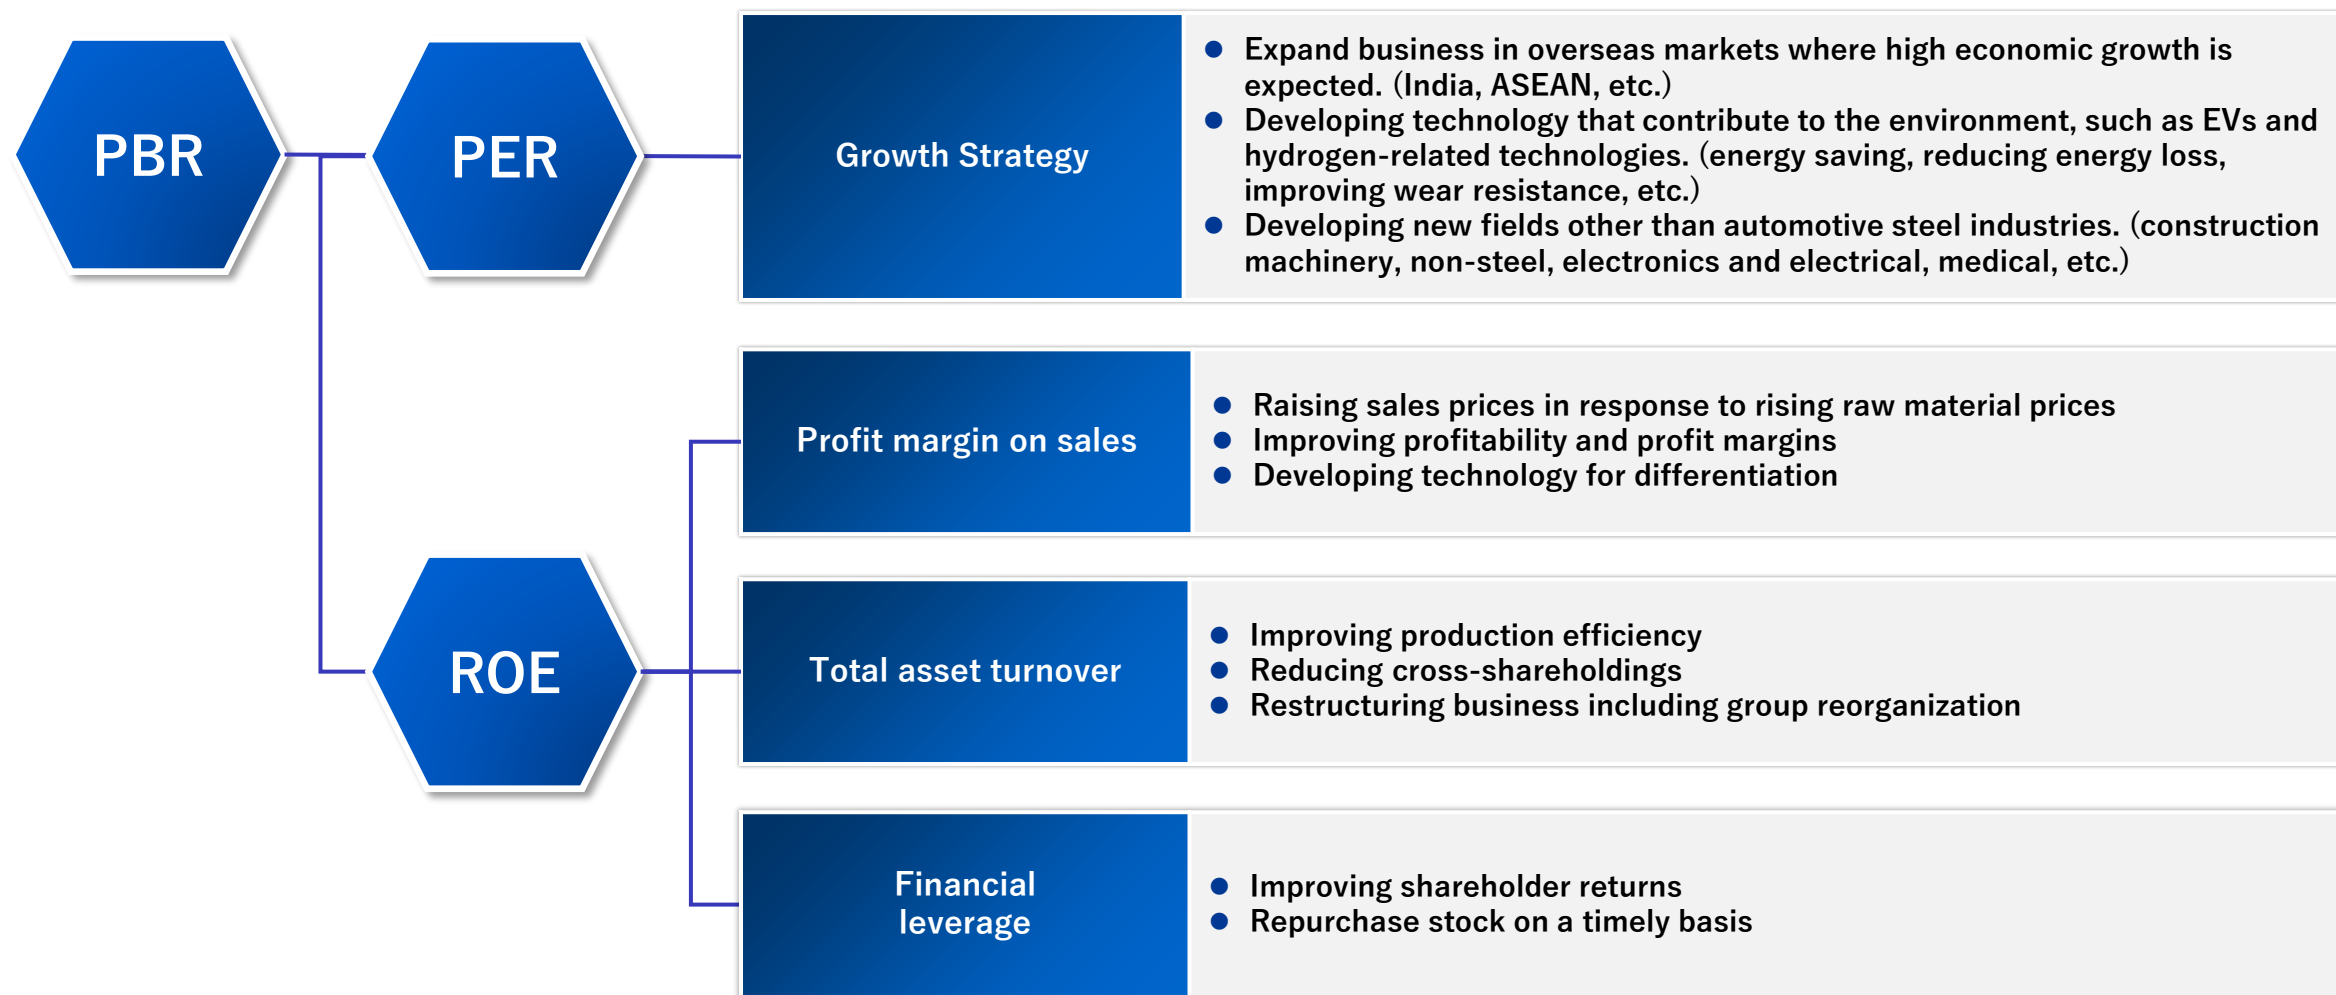 PBR
PER
Growth Strategy
● Expand business in overseas markets where high economic growth is
expected. (India, ASEAN, etc.)
● Developing technology that contribute to the environment, such as EVs and
hydrogen-related technologies. (energy saving, reducing energy loss,
improving wear resistance, etc.)
● Developing new fields other than automotive steel industries. (construction
machinery, non-steel, electronics and electrical, medical, etc.)
Profit margin on sales
● Raising sales prices in response to rising raw material prices
● Improving profitability and profit margins
● Developing technology for differentiation
ROE
Total asset turnover
● Improving production efficiency
● Reducing cross-shareholdings
● Restructuring business including group reorganization
Financial
leverage
● Improving shareholder returns
● Repurchase stock on a timely basis